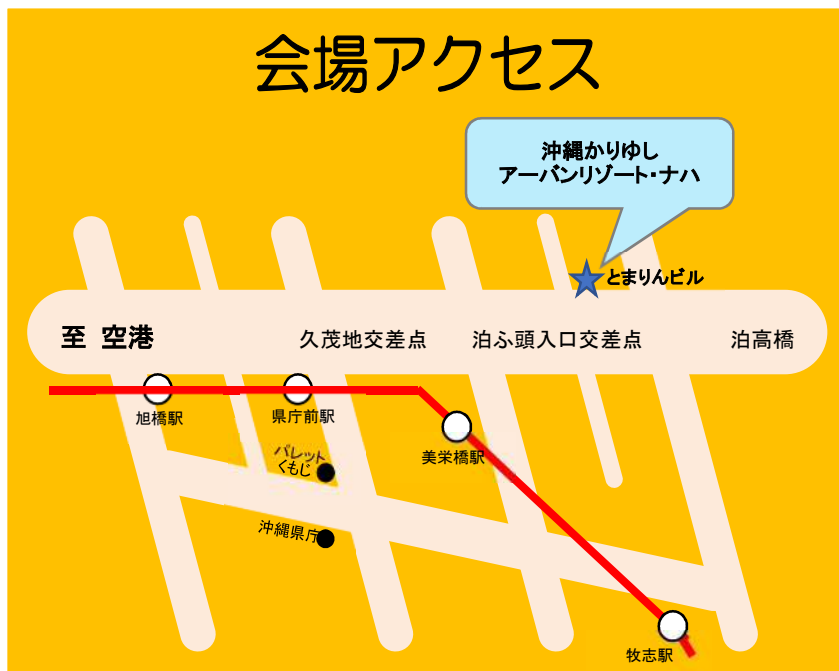 会場アクセス
沖縄かりゆし
アーバンリゾート・ナハ
とまりんビル
至 空港
久茂地交差点
泊ふ頭入口交差点
泊高橋
旭橋駅
県庁前駅
美栄橋駅
パレット
くもじ
沖縄県庁
牧志駅